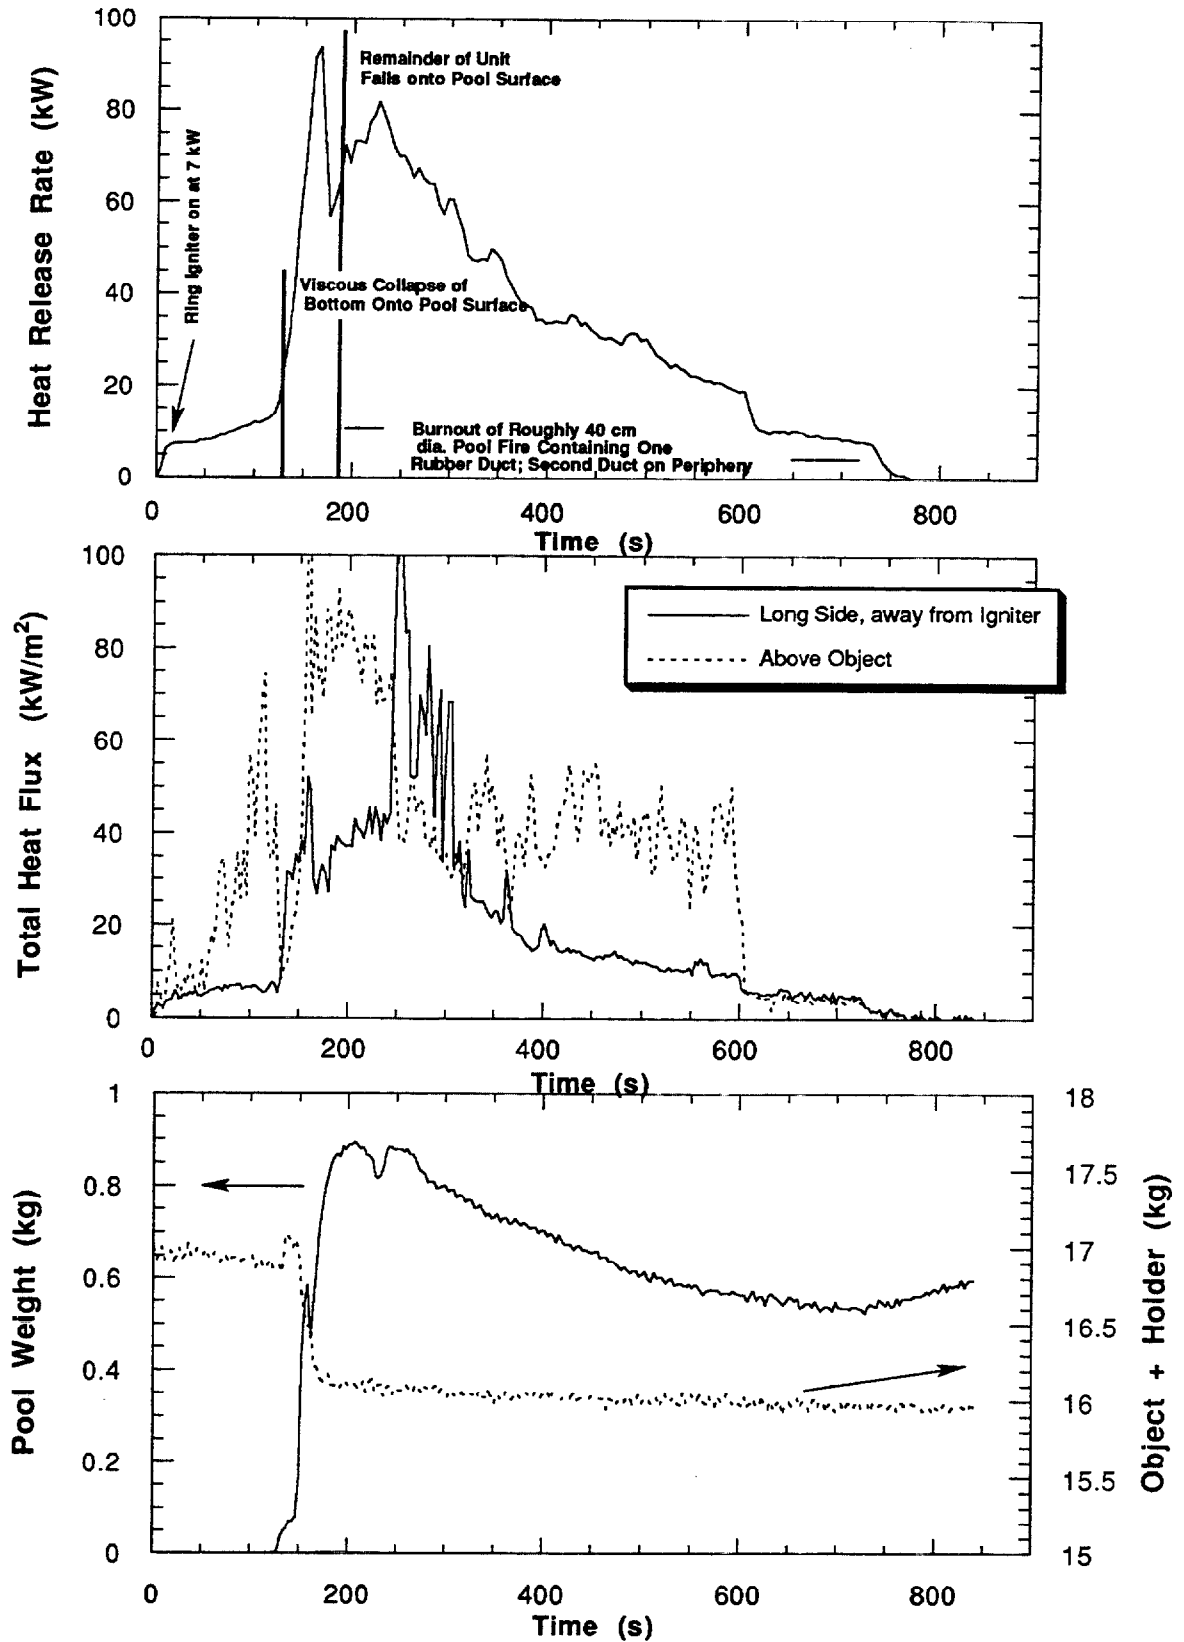 100
80
60
40
20
0
Heat Release Rate (kW)
Ring Igniter on at 7 kW
Remainder of Unit
Falls onto Pool Surface
Viscous Collapse of
Bottom Onto Pool Surface
Burnout of Roughly 40 cm
dia. Pool Fire Containing One
Rubber Duct; Second Duct on Periphery
0 200 400 600 800
Time (s)
100
80
60
40
20
0
Total Heat Flux (kW/m²)
Long Side, away from Igniter
Above Object
0 200 400 600 800
Time (s)
1
0.8
0.6
0.4
0.2
0
Pool Weight (kg)
18
17.5
17
16.5
16
15.5
15
Object + Holder (kg)
0 200 400 600 800
Time (s)